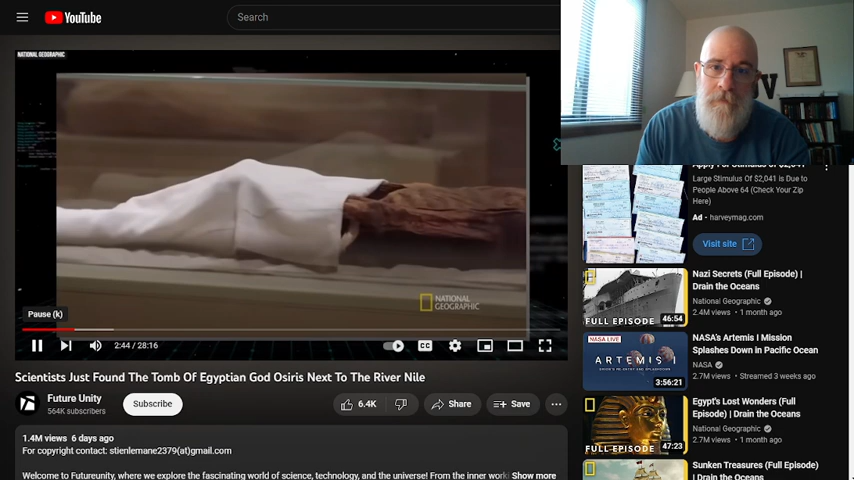 YouTube
Search
NATIONAL GEOGRAPHIC
NATIONAL
GEOGRAPHIC
Pause (k)
2:44 / 28:16
CC
Scientists Just Found The Tomb Of Egyptian God Osiris Next To The River Nile
Future Unity
564K subscribers
Subscribe
6.4K
Share
Save
1.4M views 6 days ago
For copyright contact: stienlemane2379(at)gmail.com
Welcome to Futureunity, where we explore the fascinating world of science, technology, and the universe! From the inner
Show more
Apply For Stimulus Of $2,041
Large Stimulus Of $2,041 is Due to
People Above 64 (Check Your Zip
Here)
Ad · harveymag.com
Visit site
FULL EPISODE
46:54
Nazi Secrets (Full Episode) |
Drain the Oceans
National Geographic
2.4M views · 1 month ago
NASA LIVE
ARTEMIS I
3:56:21
NASA's Artemis I Mission
Splashes Down in Pacific Ocean
NASA
2.7M views · Streamed 3 weeks ago
FULL EPISODE
47:23
Egypt's Lost Wonders (Full
Episode) | Drain the Oceans
National Geographic
2.7M views · 1 month ago
Sunken Treasures (Full Episode) |
Drain the Oceans